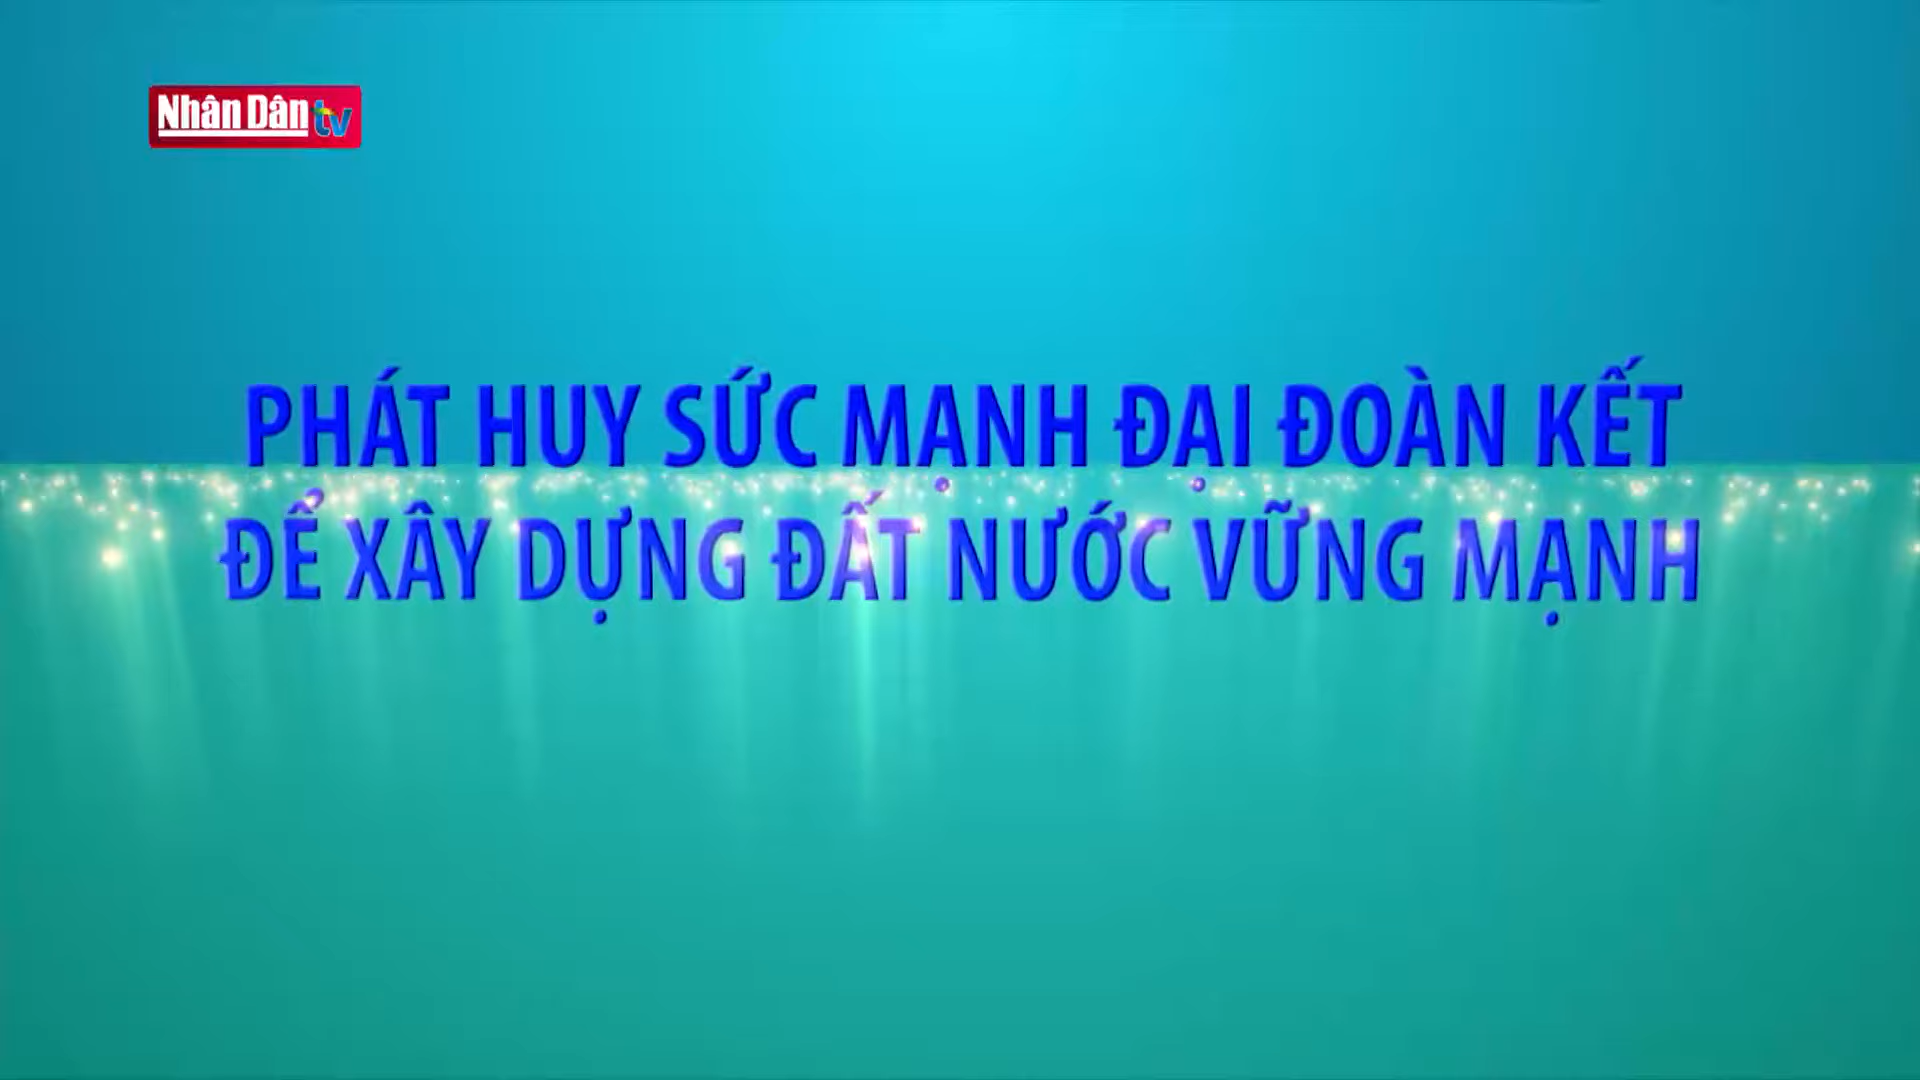 Nhân Dân tv
PHÁT HUY SỨC MẠNH ĐẠI ĐOÀN KẾT
ĐỂ XÂY DỰNG ĐẤT NƯỚC VỮNG MẠNH